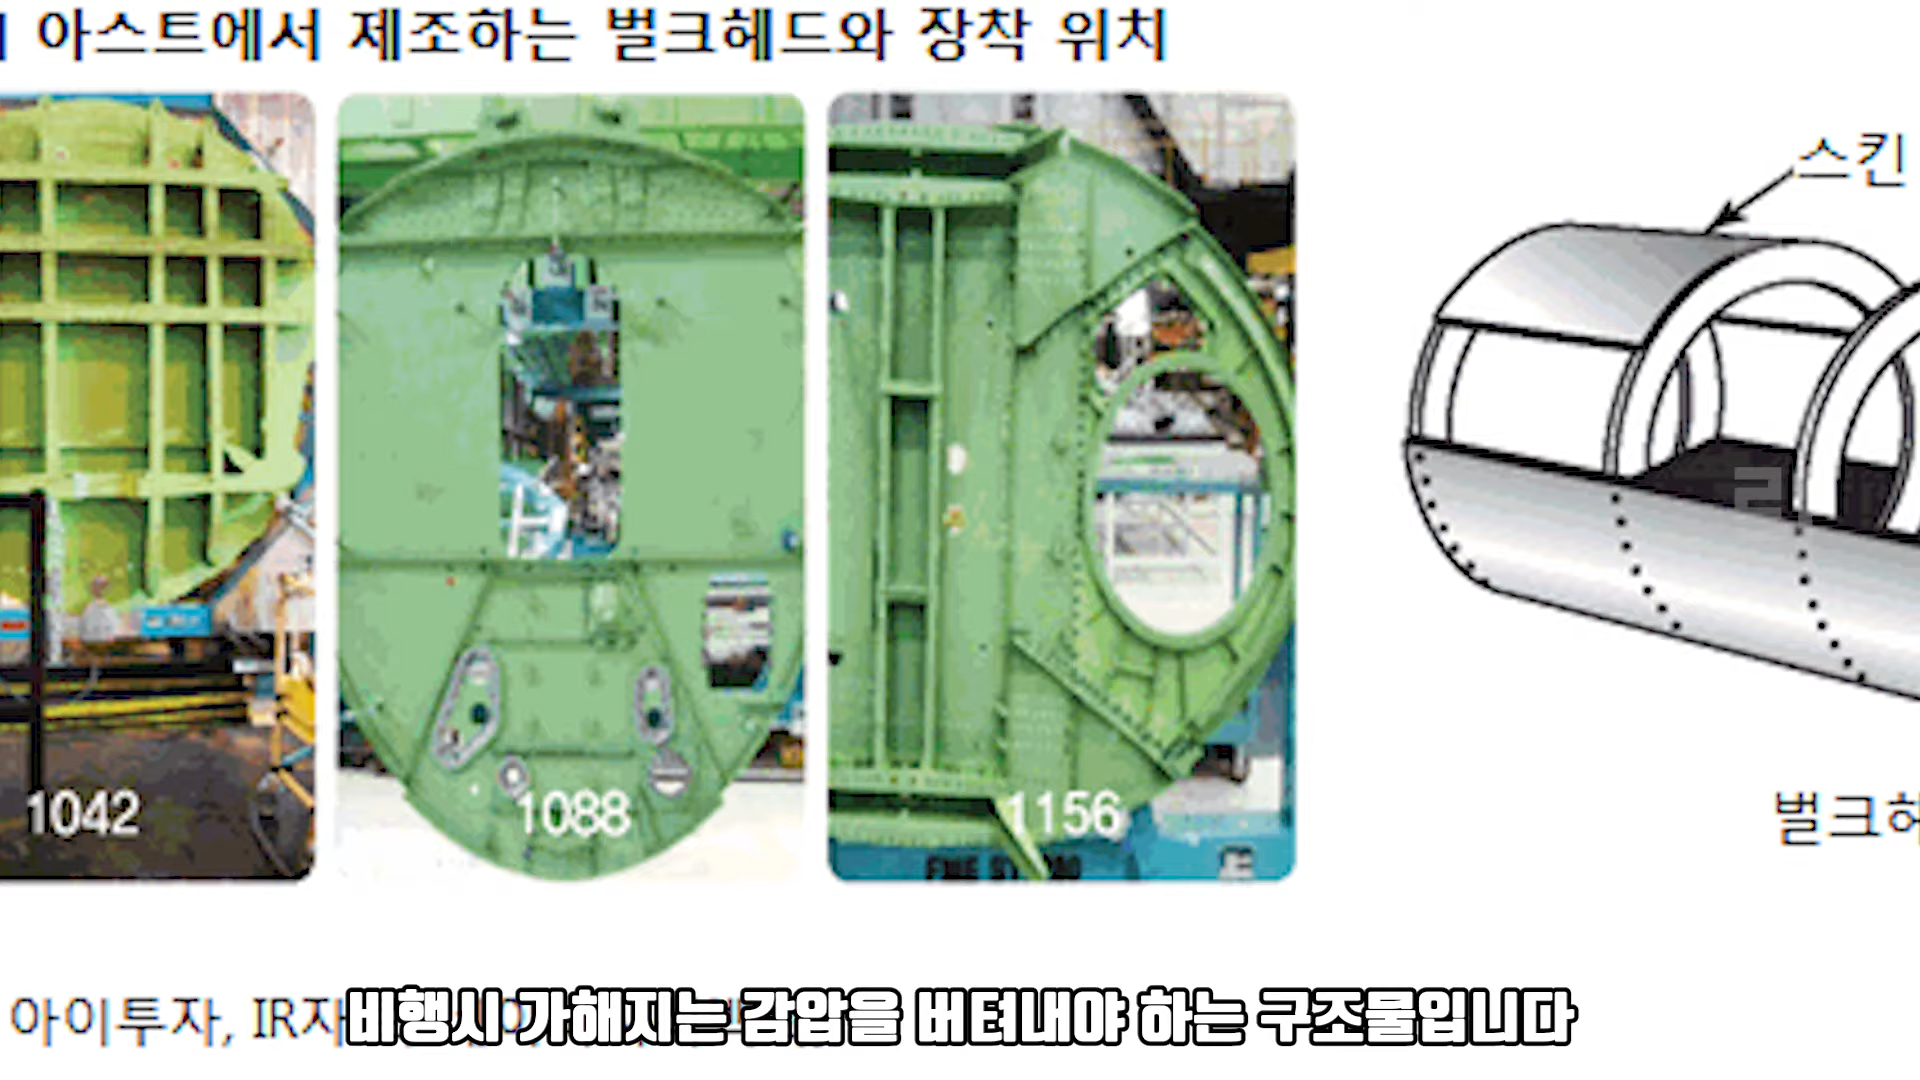 아스트에서 제조하는 벌크헤드와 장착 위치
스킨
1042
1088
1156
벌크헤
아이투자, IR자
비행시 가해지는 감압을 버텨내야 하는 구조물입니다